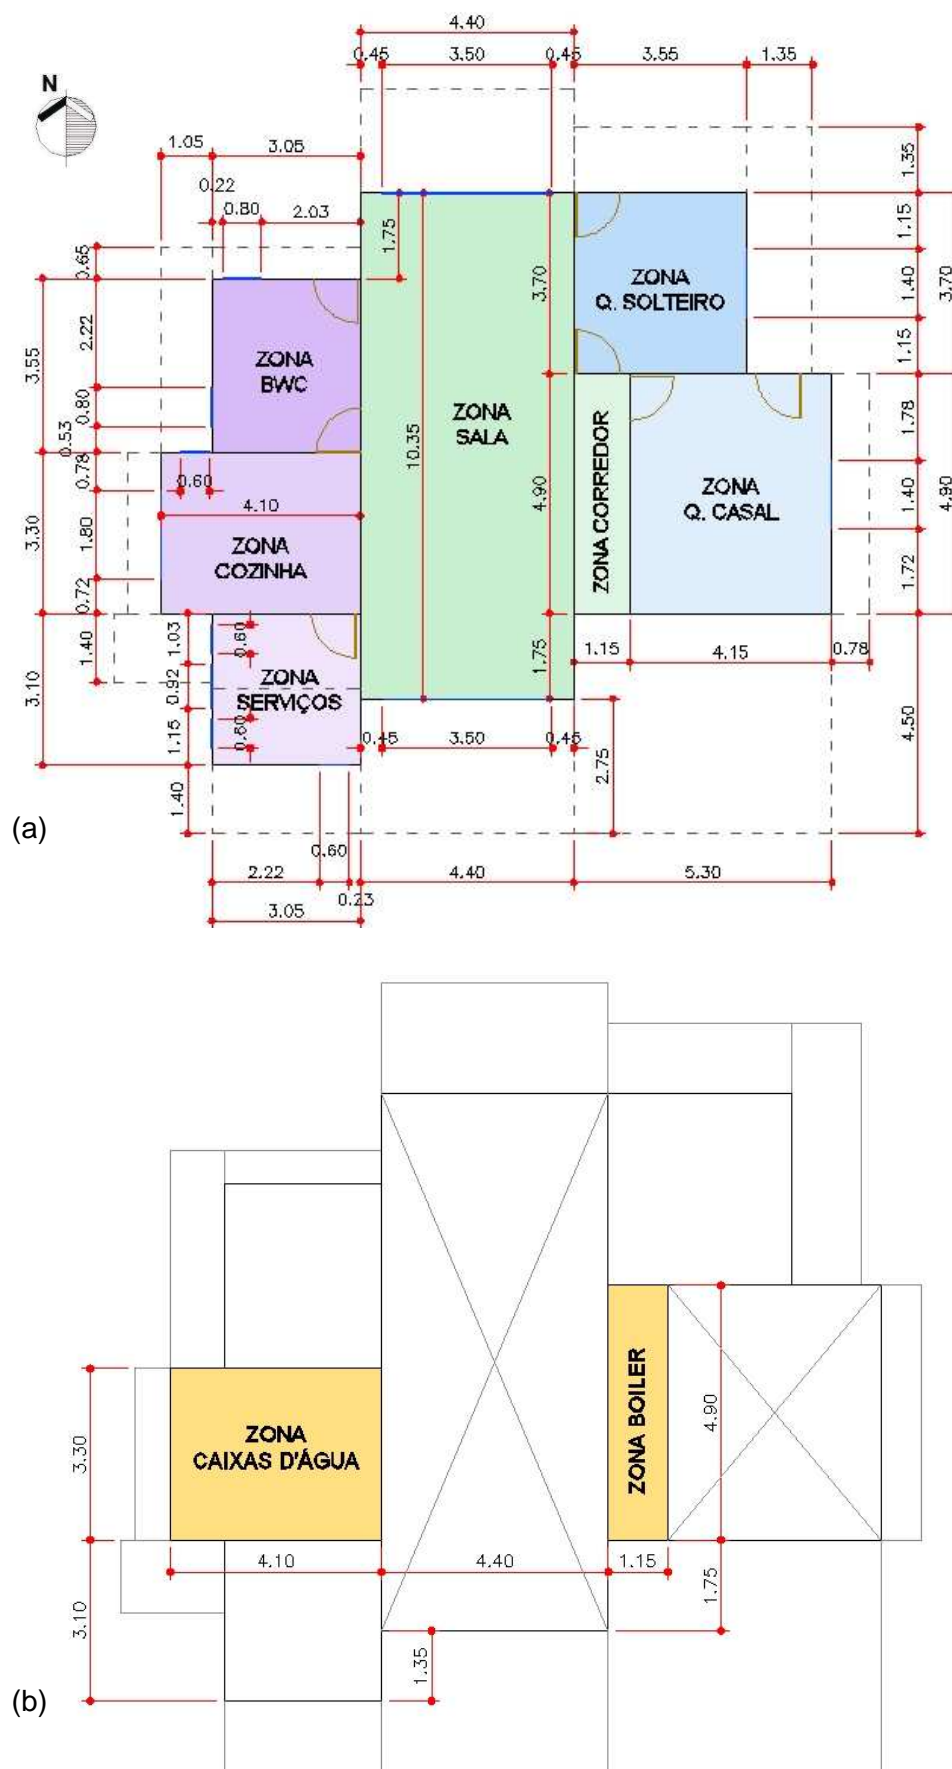 4.40
0.45 3.50 0.45 3.55 1.35
N
1.05 3.05
0.22
0.80 2.03
1.75
1.35
1.15
0.65
3.70
ZONA
Q. SOLTEIRO
1.40
3.70
2.22
3.55
ZONA
BWC
1.15
0.80
0.53
ZONA
SALA
10.35
ZONA CORREDOR
1.78
0.78
0.60
4.90
ZONA
Q. CASAL
1.40
4.90
4.10
3.30
1.80
ZONA
COZINHA
0.72
1.72
1.40
1.03
0.60
1.75
1.15 4.15 0.78
ZONA
SERVIÇOS
0.92
3.10
1.15
0.60
0.45 3.50 0.45
2.75
4.50
1.40
(a)
0.60
2.22 4.40 5.30
0.23
3.05
ZONA BOILER
4.90
ZONA
CAIXAS D'ÁGUA
3.30
4.10 4.40 1.15
1.75
3.10
1.35
(b)